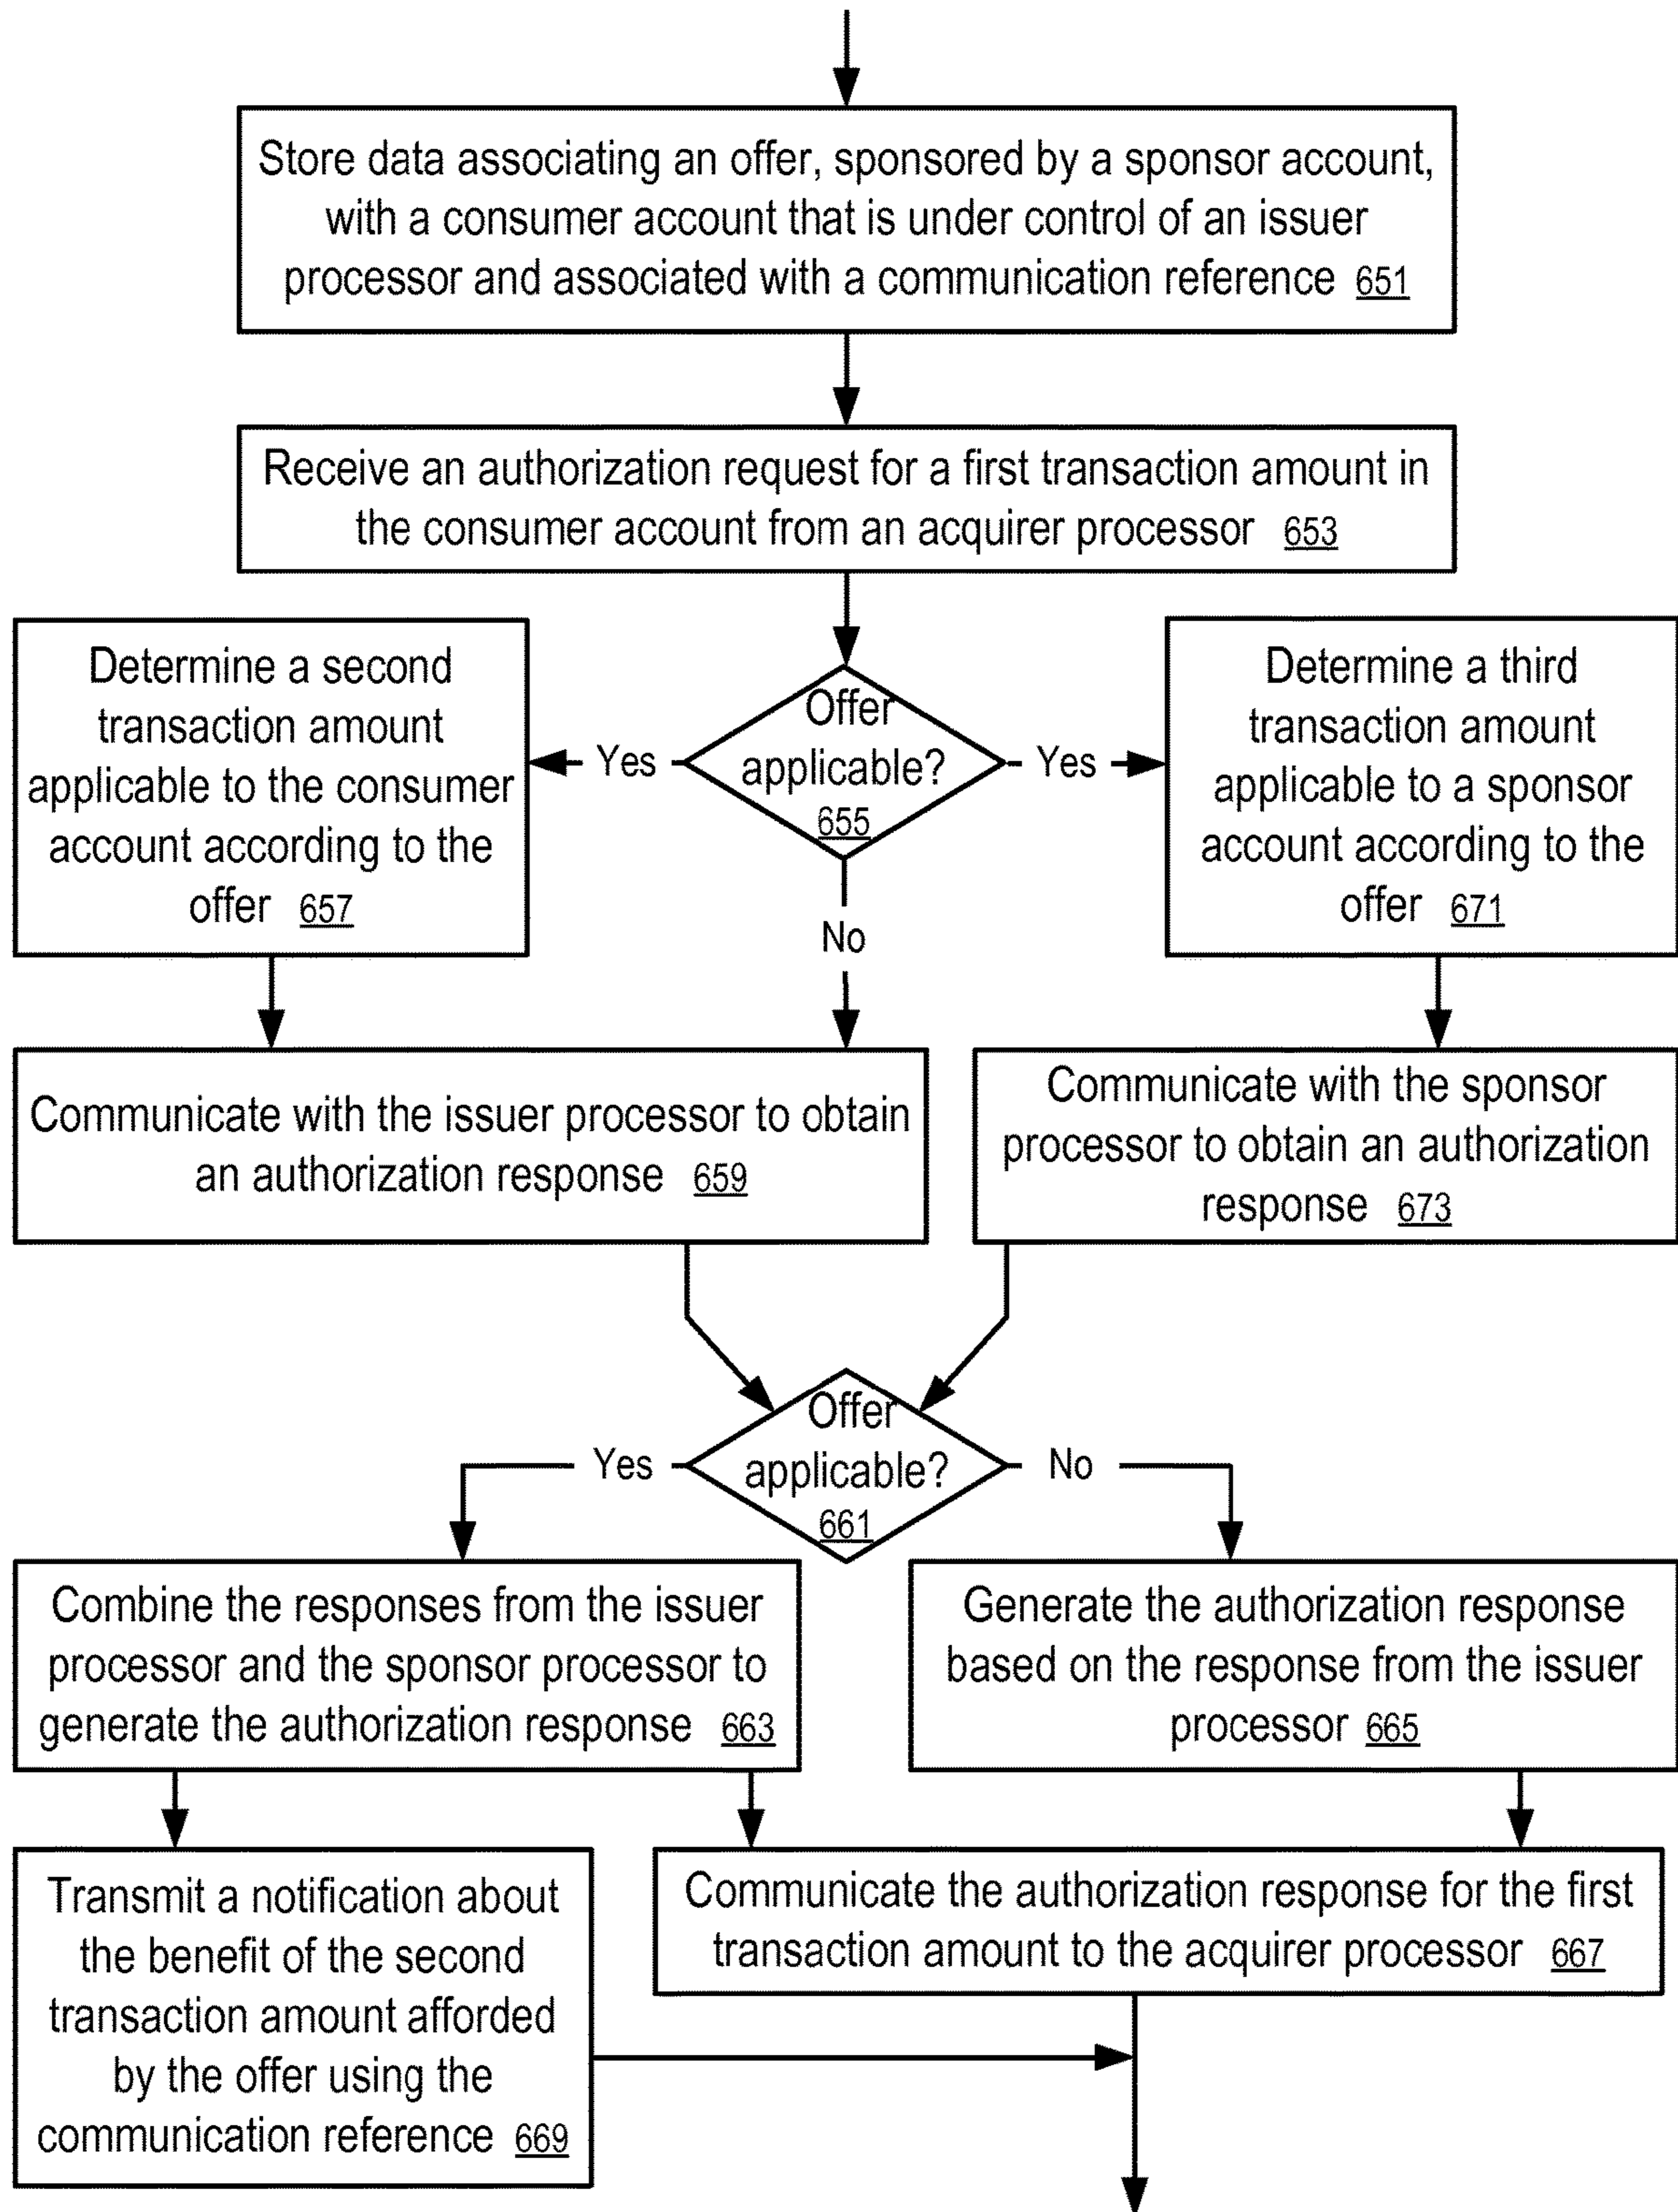 Store data associating an offer, sponsored by a sponsor account,
with a consumer account that is under control of an issuer
processor and associated with a communication reference 651
Receive an authorization request for a first transaction amount in
the consumer account from an acquirer processor 653
Determine a second
transaction amount
applicable to the consumer
account according to the
offer 657
Yes
Offer
applicable?
655
Yes
No
Determine a third
transaction amount
applicable to a sponsor
account according to the
offer 671
Communicate with the issuer processor to obtain
an authorization response 659
Communicate with the sponsor
processor to obtain an authorization
response 673
Yes
Offer
applicable?
661
No
Combine the responses from the issuer
processor and the sponsor processor to
generate the authorization response 663
Generate the authorization response
based on the response from the issuer
processor 665
Transmit a notification about
the benefit of the second
transaction amount afforded
by the offer using the
communication reference 669
Communicate the authorization response for the first
transaction amount to the acquirer processor 667